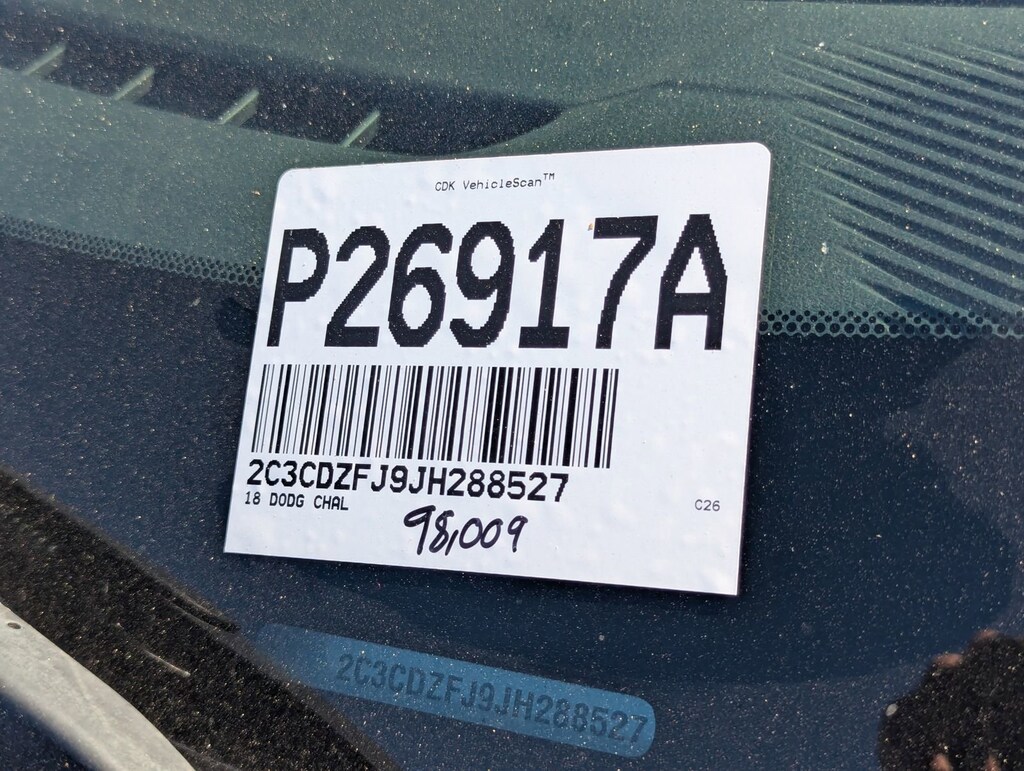 CDK VehicleScan™
P26917A
2C3CDZFJ9JH288527
18 DODG CHAL
C26
98,009
2C3CDZFJ9JH288527